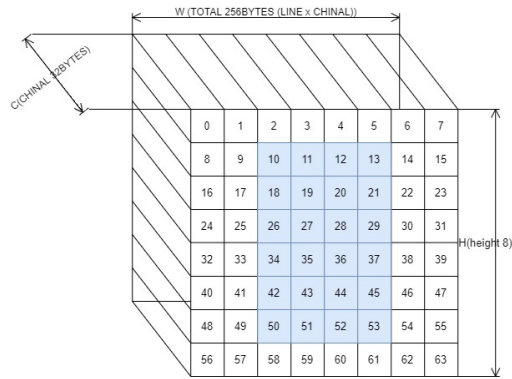 W (TOTAL 256BYTES (LINE x CHINAL))
C(CHINAL 32BYTES)
0 1 2 3 4 5 6 7
8 9 10 11 12 13 14 15
16 17 18 19 20 21 22 23
24 25 26 27 28 29 30 31
H(height 8)
32 33 34 35 36 37 38 39
40 41 42 43 44 45 46 47
48 49 50 51 52 53 54 55
56 57 58 59 60 61 62 63